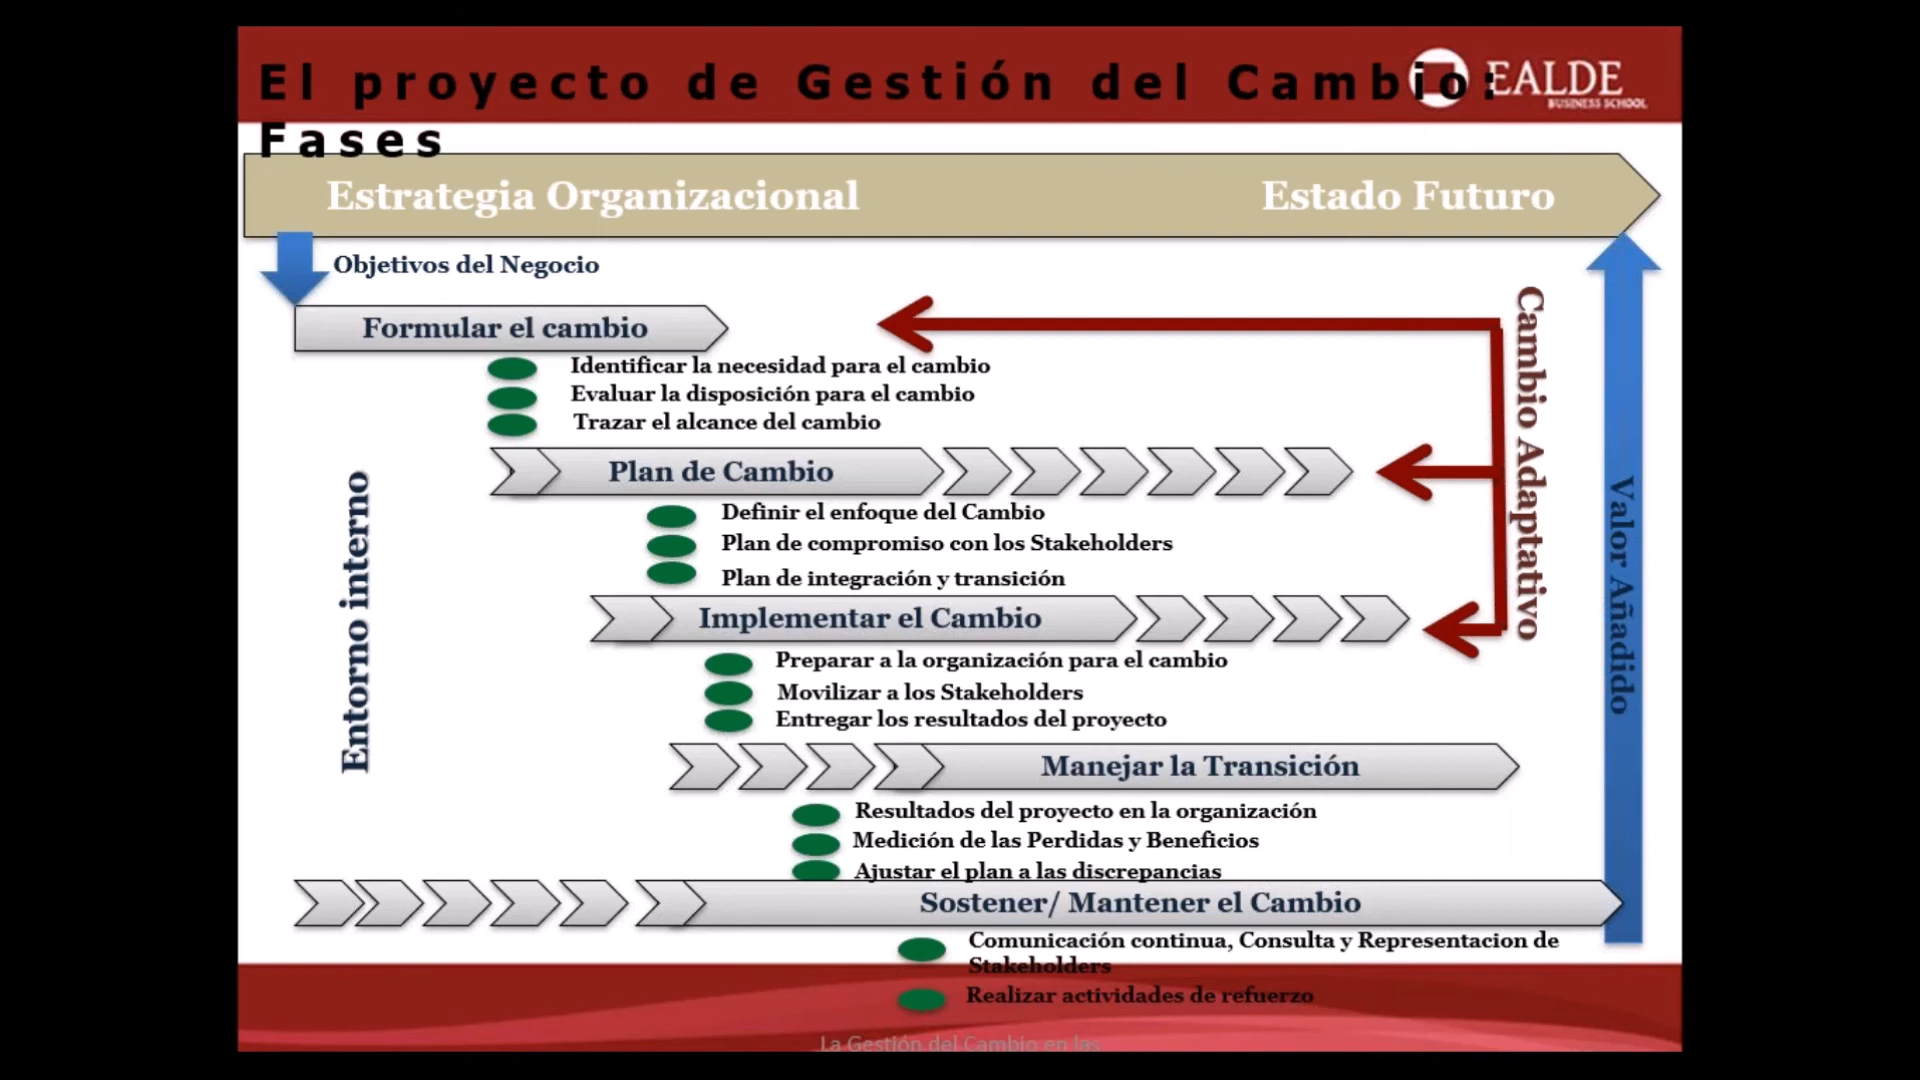 El proyecto de Gestión del Cambio:
Fases
EALDE
BUSINESS SCHOOL
Estrategia Organizacional
Estado Futuro
Objetivos del Negocio
Formular el cambio
Identificar la necesidad para el cambio
Evaluar la disposición para el cambio
Trazar el alcance del cambio
Plan de Cambio
Definir el enfoque del Cambio
Plan de compromiso con los Stakeholders
Plan de integración y transición
Implementar el Cambio
Preparar a la organización para el cambio
Movilizar a los Stakeholders
Entregar los resultados del proyecto
Manejar la Transición
Resultados del proyecto en la organización
Medición de las Perdidas y Beneficios
Ajustar el plan a las discrepancias
Sostener/ Mantener el Cambio
Comunicación continua, Consulta y Representacion de
Stakeholders
Realizar actividades de refuerzo
Entorno interno
Cambio Adaptativo
Valor Añadido
La Gestión del Cambio en las